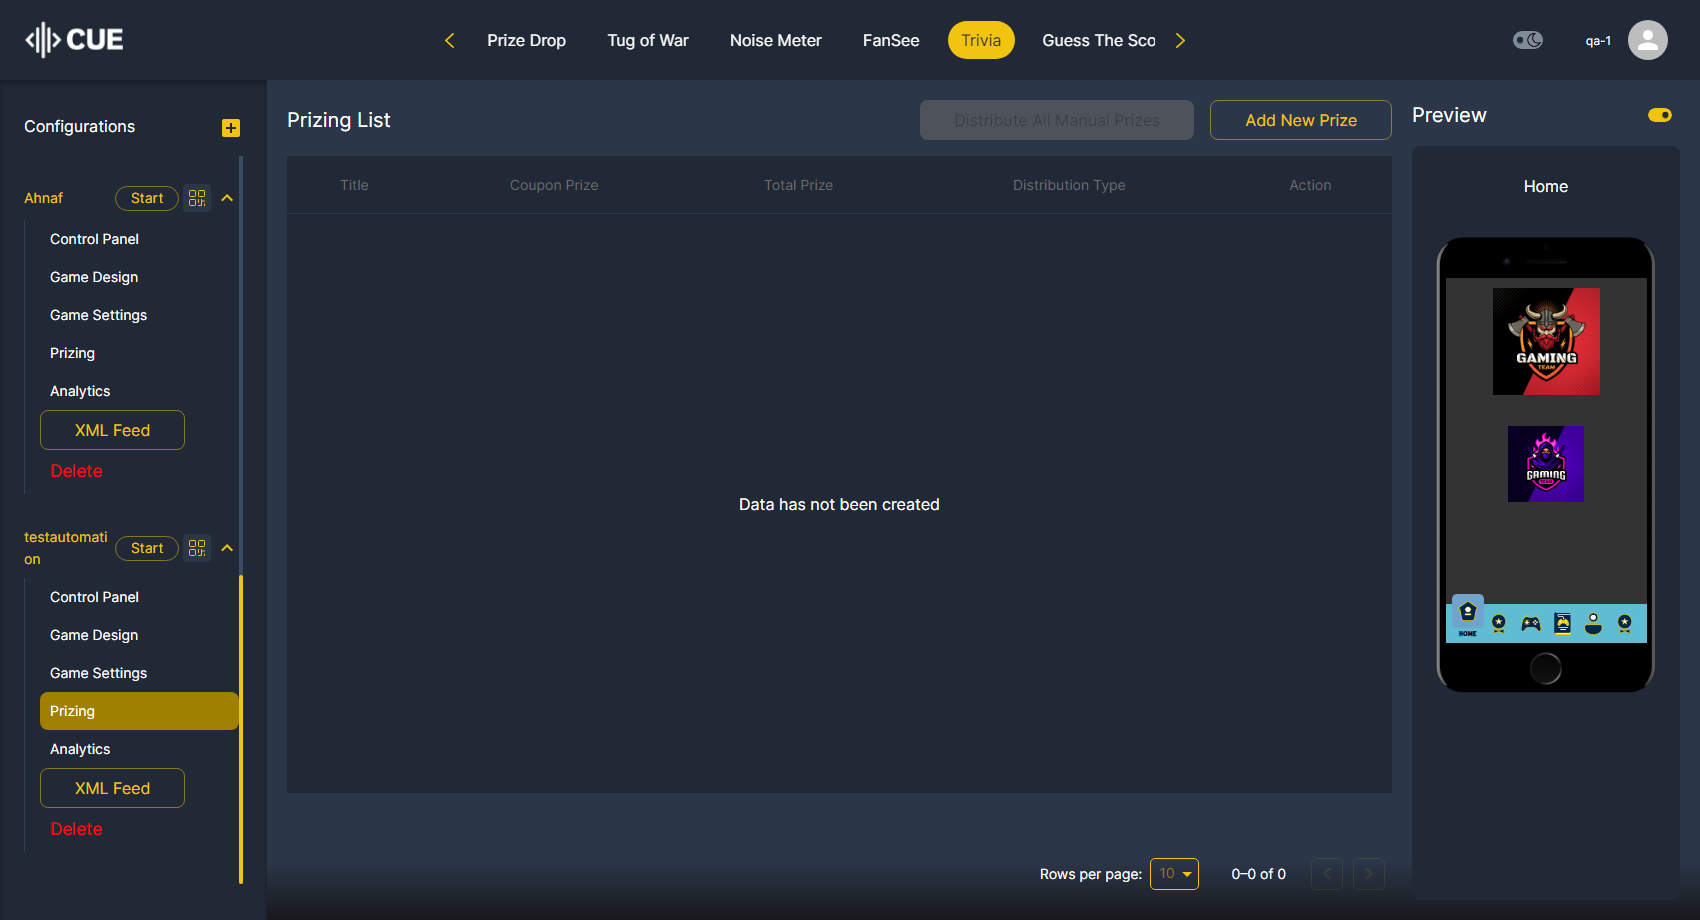 CUE
Prize Drop
Tug of War
Noise Meter
FanSee
Trivia
Guess The Sco
qa-1
Configurations
Ahnaf
Start
Control Panel
Game Design
Game Settings
Prizing
Analytics
XML Feed
Delete
testautomati
on
Start
Control Panel
Game Design
Game Settings
Prizing
Analytics
XML Feed
Delete
Prizing List
Distribute All Manual Prizes
Add New Prize
Title
Coupon Prize
Total Prize
Distribution Type
Action
Data has not been created
Rows per page:
10
0–0 of 0
Preview
Home
GAMING
TEAM
GAMING
TEAM
HOME